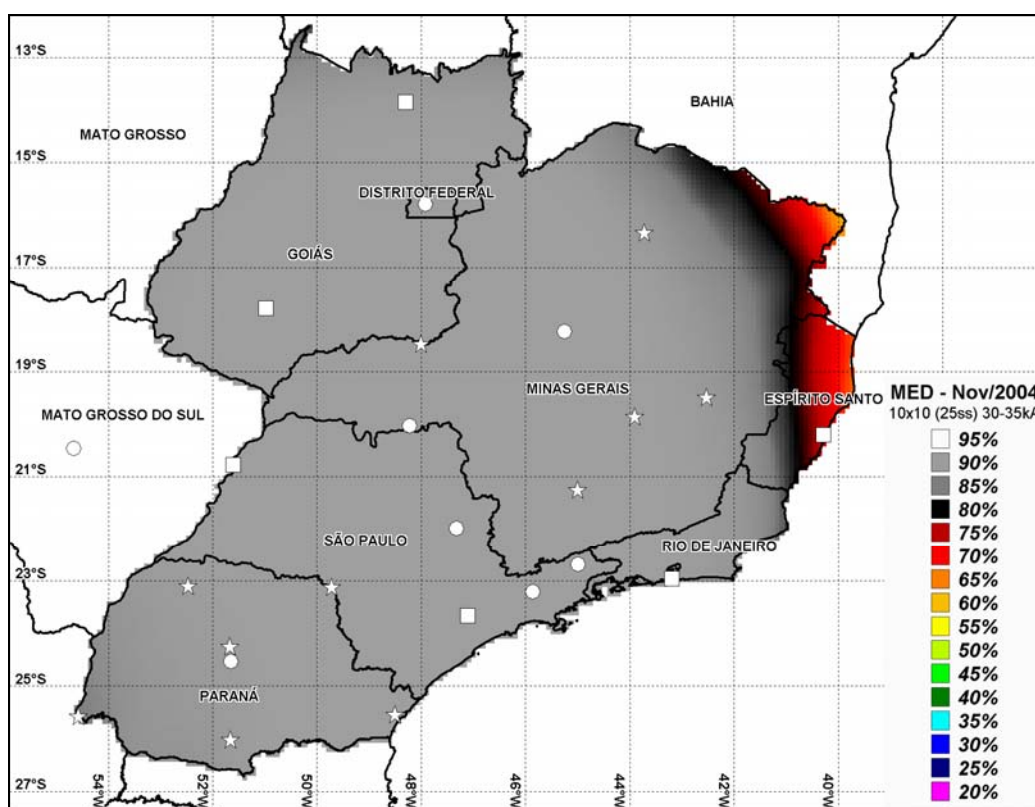 13°S
BAHIA
MATO GROSSO
15°S
DISTRITO FEDERAL
GOIÁS
17°S
19°S
MINAS GERAIS
ESPÍRITO SANTO
MATO GROSSO DO SUL
21°S
SÃO PAULO
RIO DE JANEIRO
23°S
25°S
PARANÁ
27°S
54°W
52°W
50°W
48°W
46°W
44°W
42°W
40°W
MED - Nov/2004
10x10 (25ss) 30-35kA
95%
90%
85%
80%
75%
70%
65%
60%
55%
50%
45%
40%
35%
30%
25%
20%